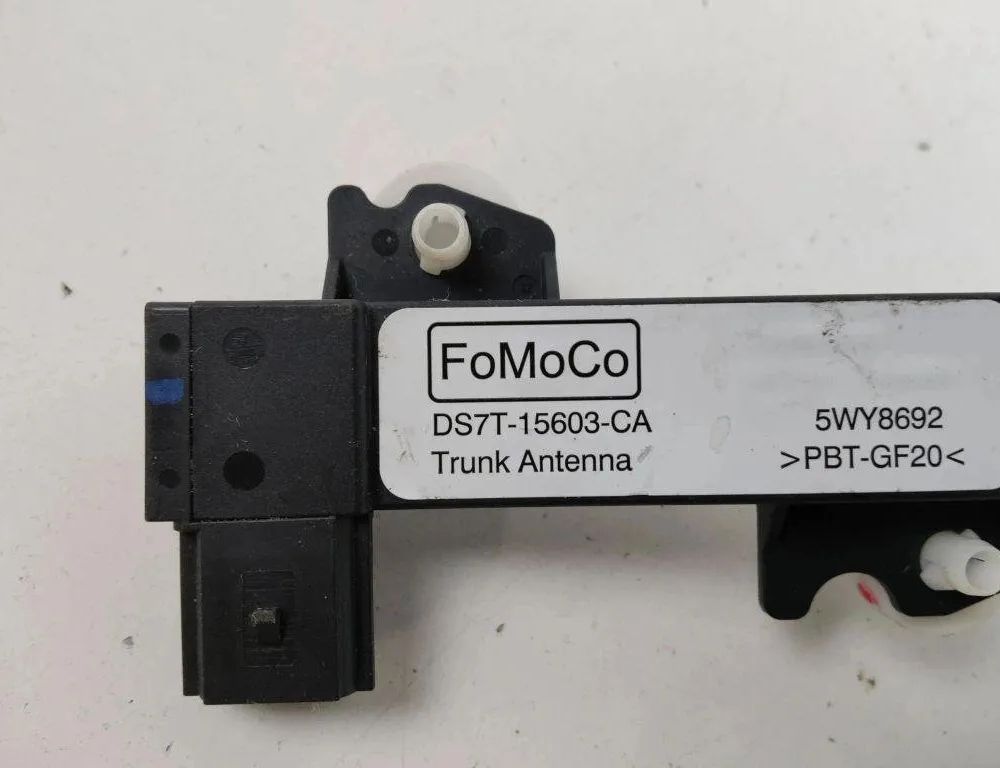 FoMoCo
DS7T-15603-CA
5WY8692
Trunk Antenna
>PBT-GF20<